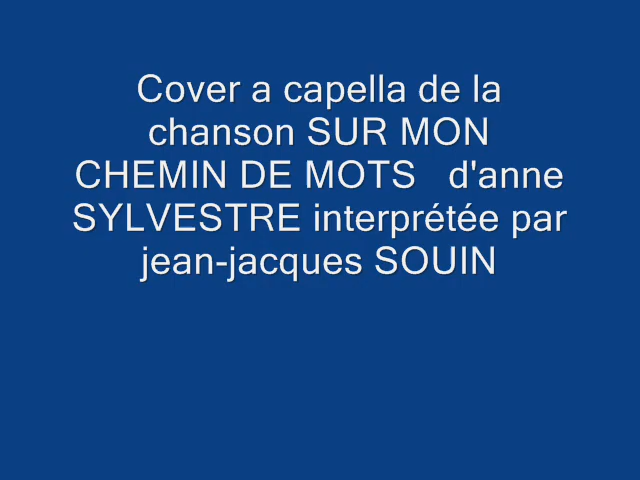 Cover a capella de la
chanson SUR MON
CHEMIN DE MOTS   d'anne
SYLVESTRE interprétée par
jean-jacques SOUIN